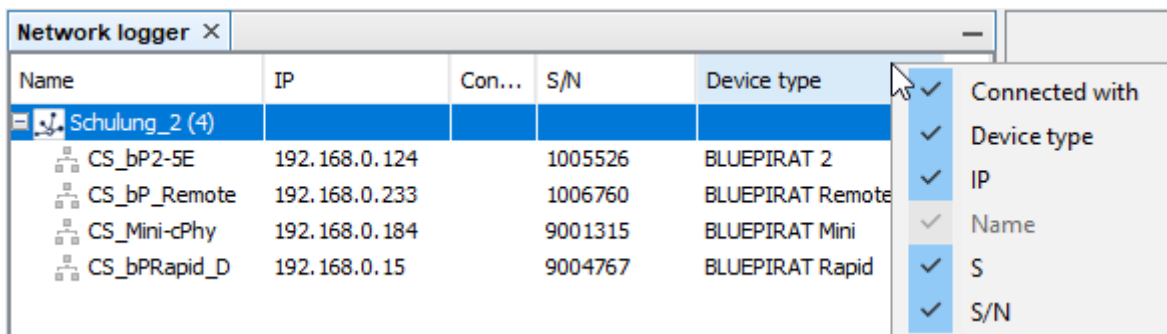 Network logger
Name IP Con... S/N Device type
Schulung_2 (4)
CS_bP2-5E 192.168.0.124 1005526 BLUEPIRAT 2
CS_bP_Remote 192.168.0.233 1006760 BLUEPIRAT Remote
CS_Mini-cPhy 192.168.0.184 9001315 BLUEPIRAT Mini
CS_bPRapid_D 192.168.0.15 9004767 BLUEPIRAT Rapid
Connected with
Device type
IP
Name
S
S/N